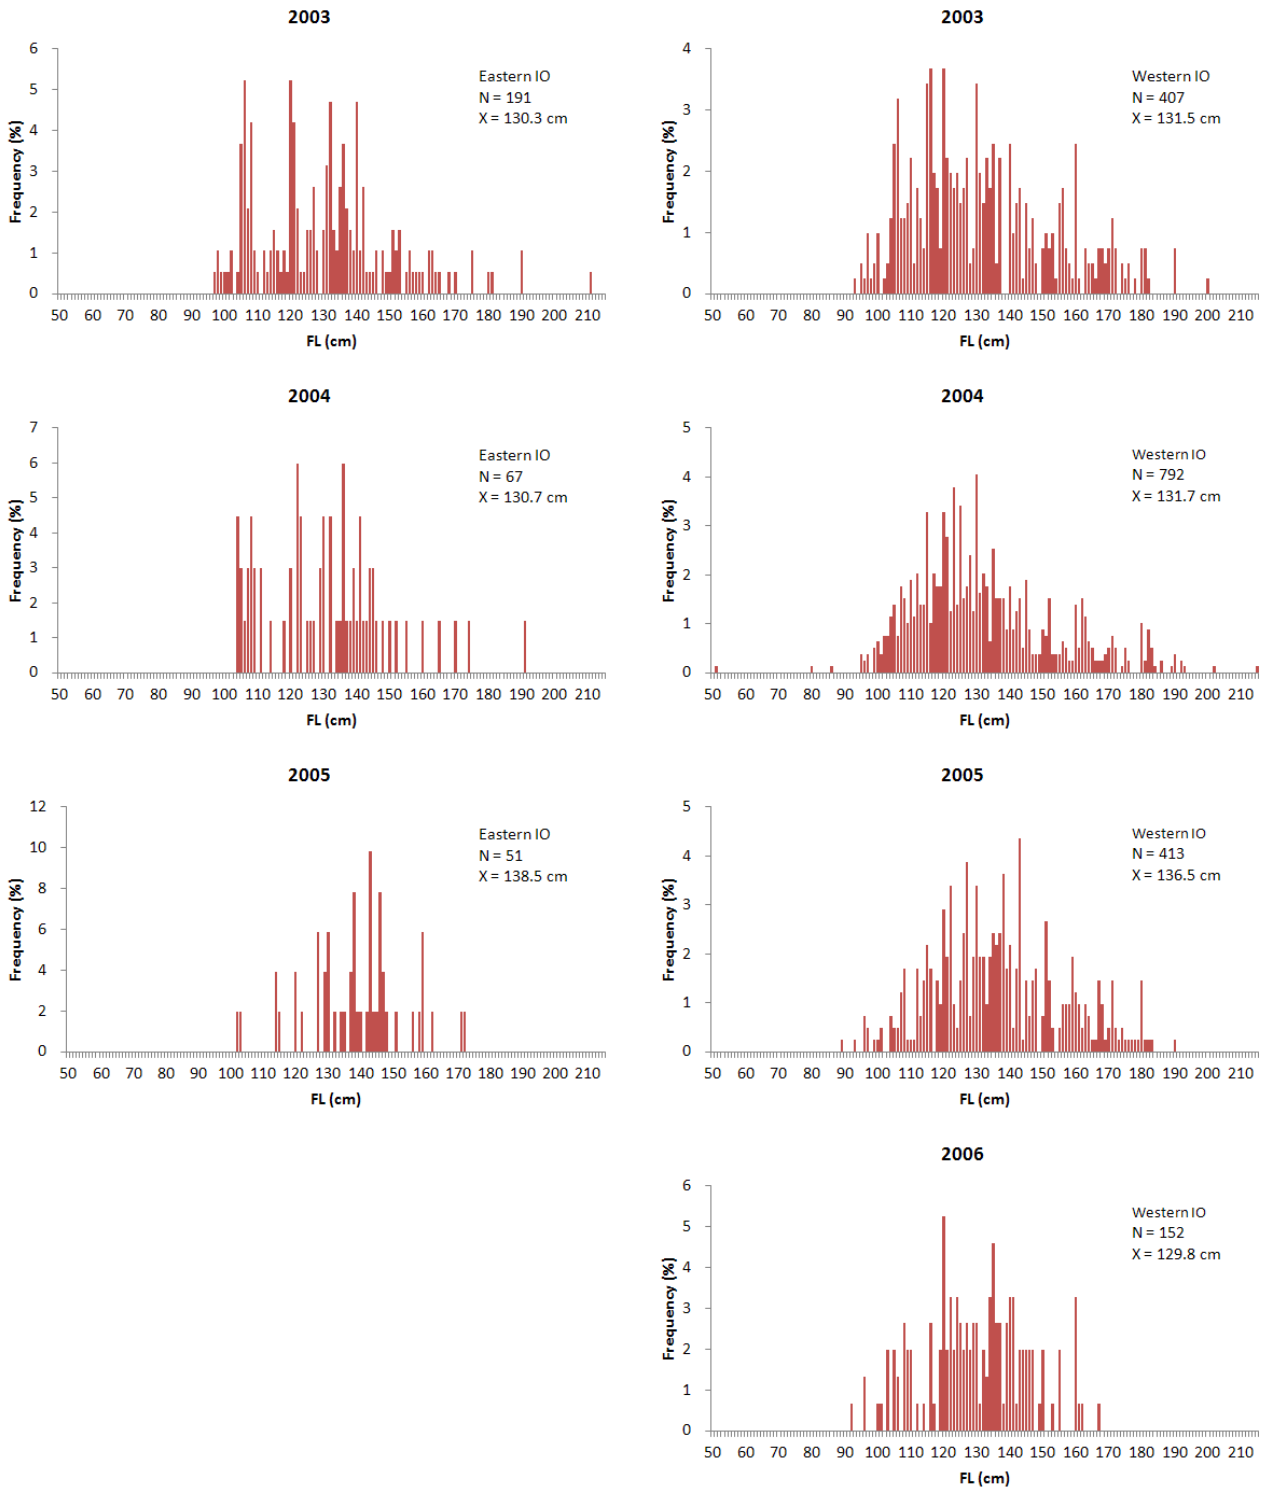 2003
6
5
4
3
2
1
0
Frequency (%)
Eastern IO
N = 191
X = 130.3 cm
50 60 70 80 90 100 110 120 130 140 150 160 170 180 190 200 210
FL (cm)
2003
4
3
2
1
0
Frequency (%)
Western IO
N = 407
X = 131.5 cm
50 60 70 80 90 100 110 120 130 140 150 160 170 180 190 200 210
FL (cm)
2004
7
6
5
4
3
2
1
0
Frequency (%)
Eastern IO
N = 67
X = 130.7 cm
50 60 70 80 90 100 110 120 130 140 150 160 170 180 190 200 210
FL (cm)
2004
5
4
3
2
1
0
Frequency (%)
Western IO
N = 792
X = 131.7 cm
50 60 70 80 90 100 110 120 130 140 150 160 170 180 190 200 210
FL (cm)
2005
12
10
8
6
4
2
0
Frequency (%)
Eastern IO
N = 51
X = 138.5 cm
50 60 70 80 90 100 110 120 130 140 150 160 170 180 190 200 210
FL (cm)
2005
5
4
3
2
1
0
Frequency (%)
Western IO
N = 413
X = 136.5 cm
50 60 70 80 90 100 110 120 130 140 150 160 170 180 190 200 210
FL (cm)
2006
6
5
4
3
2
1
0
Frequency (%)
Western IO
N = 152
X = 129.8 cm
50 60 70 80 90 100 110 120 130 140 150 160 170 180 190 200 210
FL (cm)